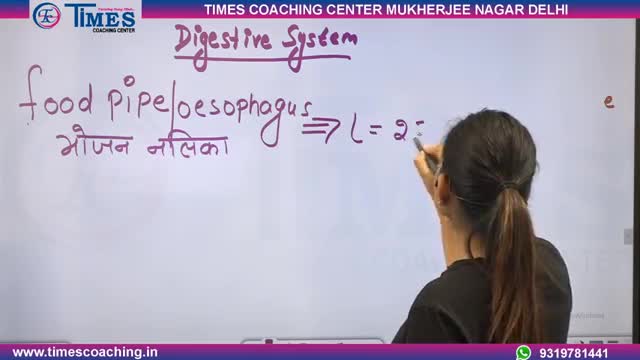 TIMES COACHING CENTER MUKHERJEE NAGAR DELHI
TIMES
COACHING CENTER
Digestive System
food pipe/oesophagus ⇒ l = 2
भोजन नलिका
e
www.timescoaching.in
9319781441